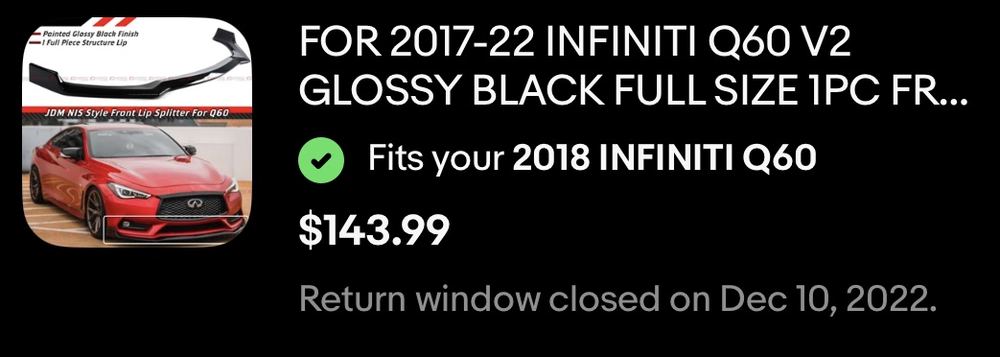 Painted Glossy Black Finish
1 Full Piece Structure Lip
JDM NIS Style Front Lip Splitter For Q60
FOR 2017-22 INFINITI Q60 V2
GLOSSY BLACK FULL SIZE 1PC FR...
Fits your 2018 INFINITI Q60
$143.99
Return window closed on Dec 10, 2022.